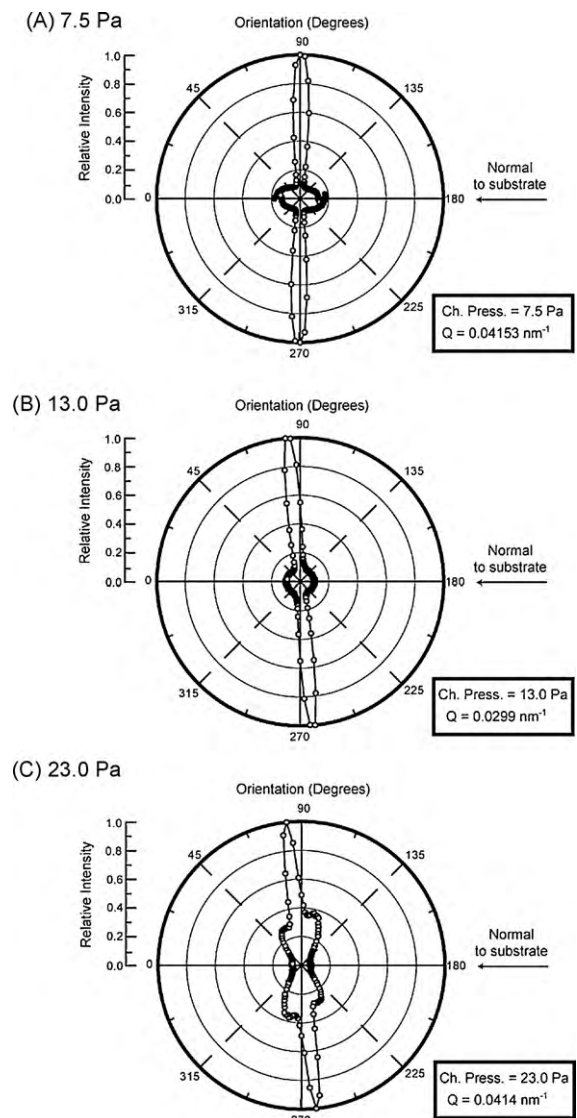 (A) 7.5 Pa
Orientation (Degrees)
90
45
135
1.0
0.8
0.6
0.4
0.2
0.0
Relative Intensity
0
180
Normal
to substrate
315
225
270
Ch. Press. = 7.5 Pa
Q = 0.04153 nm⁻¹
(B) 13.0 Pa
Orientation (Degrees)
90
45
135
1.0
0.8
0.6
0.4
0.2
0.0
Relative Intensity
0
180
Normal
to substrate
315
225
270
Ch. Press. = 13.0 Pa
Q = 0.0299 nm⁻¹
(C) 23.0 Pa
Orientation (Degrees)
90
45
135
1.0
0.8
0.6
0.4
0.2
0.0
Relative Intensity
0
180
Normal
to substrate
315
225
270
Ch. Press. = 23.0 Pa
Q = 0.0414 nm⁻¹